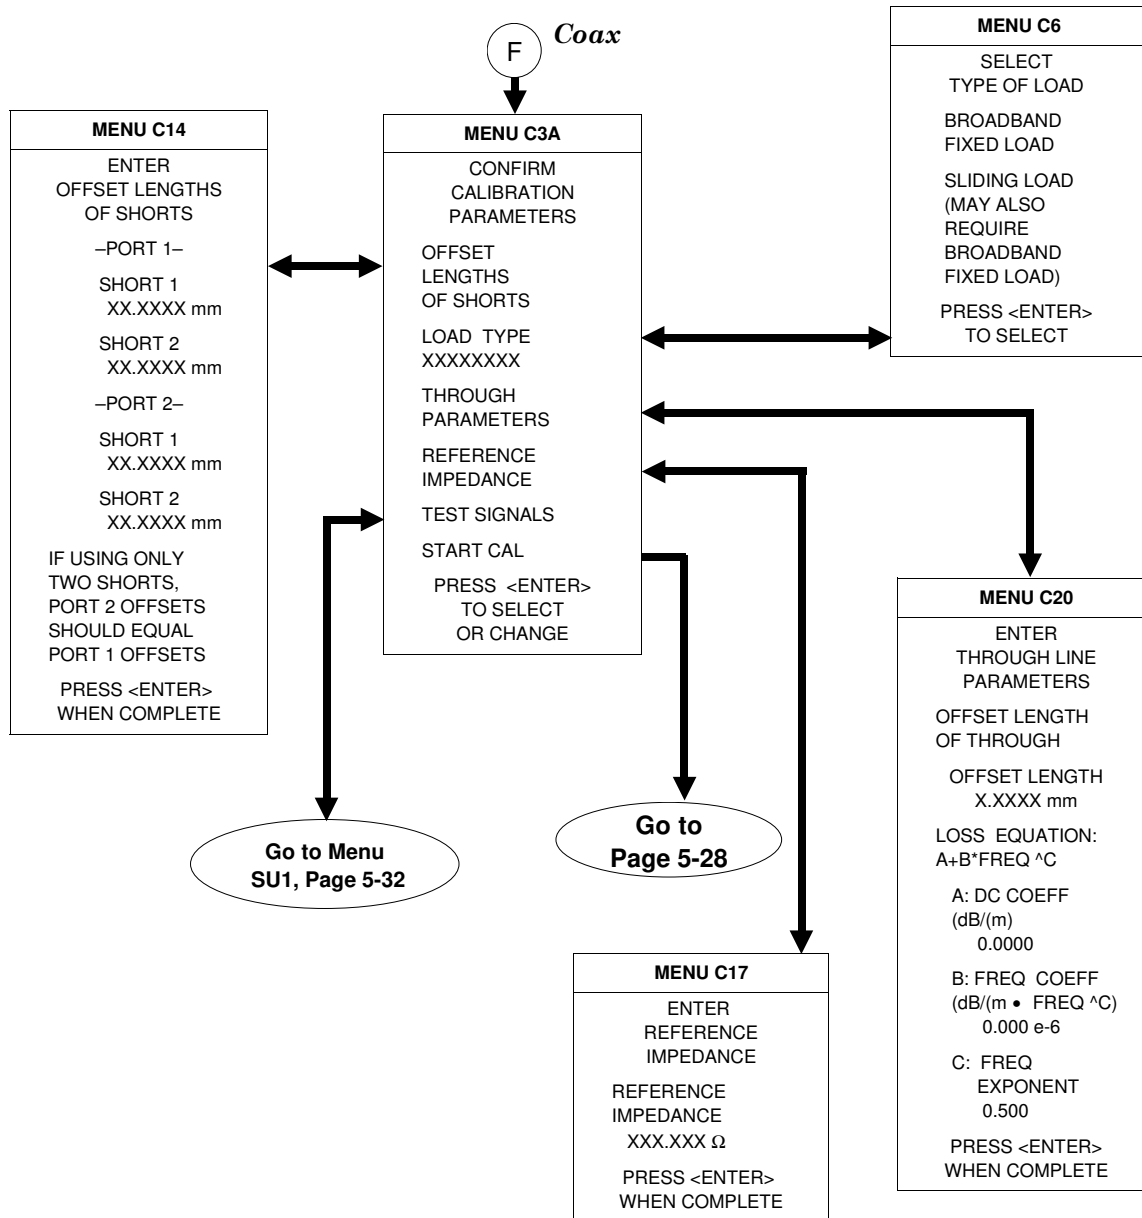 F
Coax
MENU C14
ENTER
OFFSET LENGTHS
OF SHORTS
–PORT 1–
SHORT 1
XX.XXXX mm
SHORT 2
XX.XXXX mm
–PORT 2–
SHORT 1
XX.XXXX mm
SHORT 2
XX.XXXX mm
IF USING ONLY
TWO SHORTS,
PORT 2 OFFSETS
SHOULD EQUAL
PORT 1 OFFSETS
PRESS <ENTER>
WHEN COMPLETE
MENU C3A
CONFIRM
CALIBRATION
PARAMETERS
OFFSET
LENGTHS
OF SHORTS
LOAD TYPE
XXXXXXXX
THROUGH
PARAMETERS
REFERENCE
IMPEDANCE
TEST SIGNALS
START CAL
PRESS <ENTER>
TO SELECT
OR CHANGE
MENU C6
SELECT
TYPE OF LOAD
BROADBAND
FIXED LOAD
SLIDING LOAD
(MAY ALSO
REQUIRE
BROADBAND
FIXED LOAD)
PRESS <ENTER>
TO SELECT
Go to Menu
SU1, Page 5-32
Go to
Page 5-28
MENU C17
ENTER
REFERENCE
IMPEDANCE
REFERENCE
IMPEDANCE
XXX.XXX Ω
PRESS <ENTER>
WHEN COMPLETE
MENU C20
ENTER
THROUGH LINE
PARAMETERS
OFFSET LENGTH
OF THROUGH
OFFSET LENGTH
X.XXXX mm
LOSS EQUATION:
A+B*FREQ ^C
A: DC COEFF
(dB/(m)
0.0000
B: FREQ COEFF
(dB/(m • FREQ ^C)
0.000 e-6
C: FREQ
EXPONENT
0.500
PRESS <ENTER>
WHEN COMPLETE